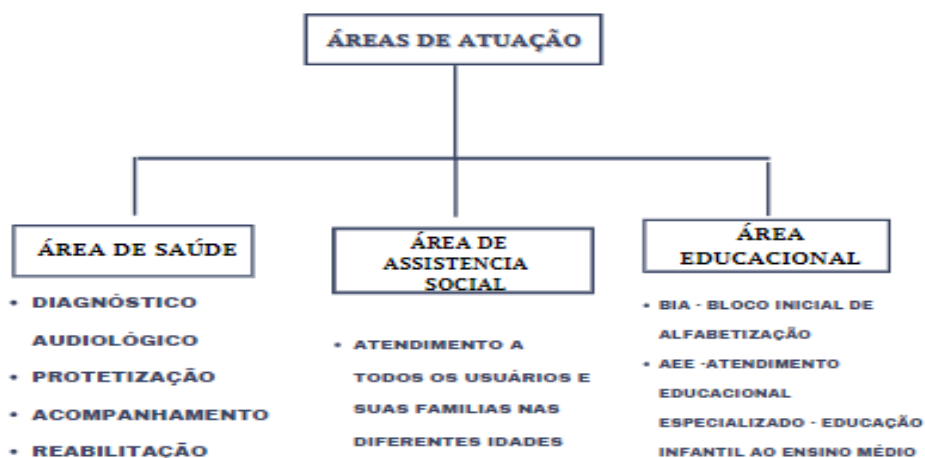 ÁREAS DE ATUAÇÃO
ÁREA DE SAÚDE
• DIAGNÓSTICO
AUDIOLÓGICO
• PROTETIZAÇÃO
• ACOMPANHAMENTO
• REABILITAÇÃO
ÁREA DE
ASSISTENCIA
SOCIAL
• ATENDIMENTO A
TODOS OS USUÁRIOS E
SUAS FAMILIAS NAS
DIFERENTES IDADES
ÁREA
EDUCACIONAL
• BIA - BLOCO INICIAL DE
ALFABETIZAÇÃO
• AEE -ATENDIMENTO
EDUCACIONAL
ESPECIALIZADO - EDUCAÇÃO
INFANTIL AO ENSINO MÉDIO